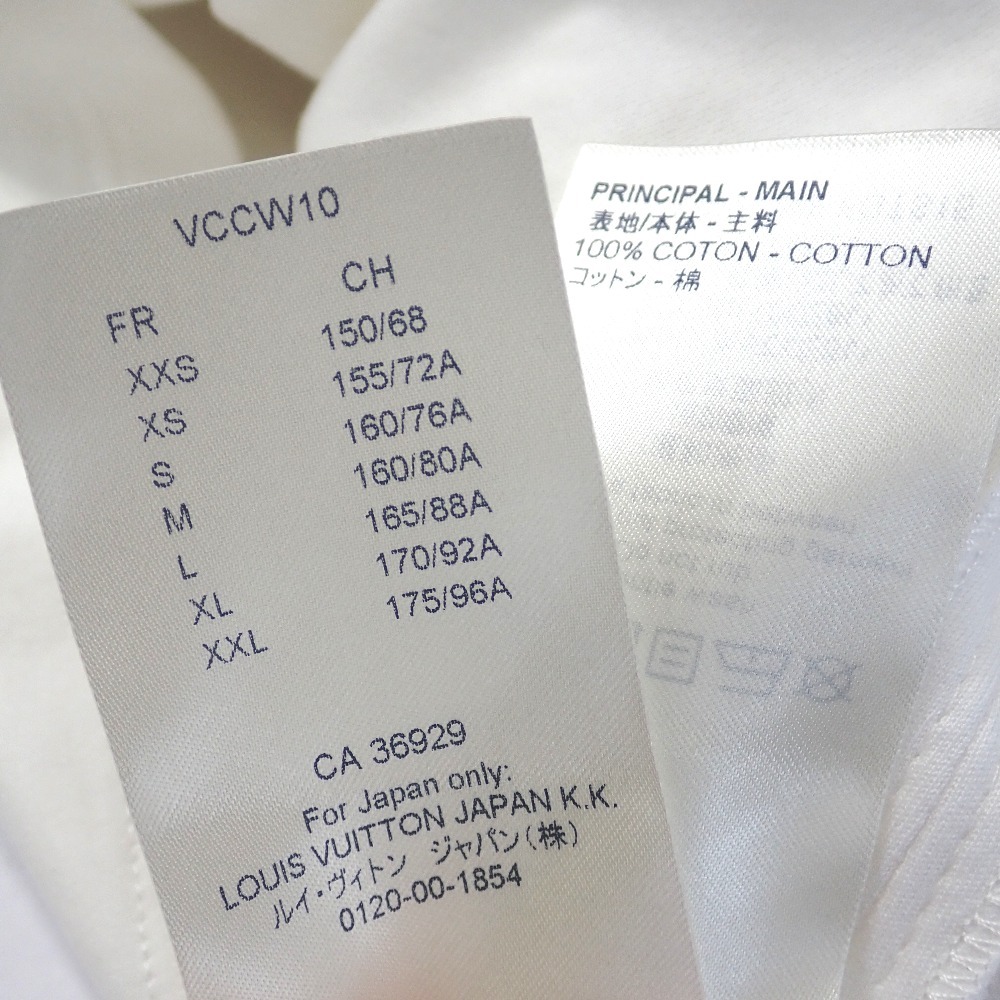 VCCW10
FR CH
XXS 150/68
XS 155/72A
S 160/76A
M 160/80A
L 165/88A
XL 170/92A
XXL 175/96A
CA 36929
For Japan only:
LOUIS VUITTON JAPAN K.K.
ルイ・ヴィトン ジャパン(株)
0120-00-1854
PRINCIPAL - MAIN
表地/本体 - 主料
100% COTON - COTTON
コットン - 棉